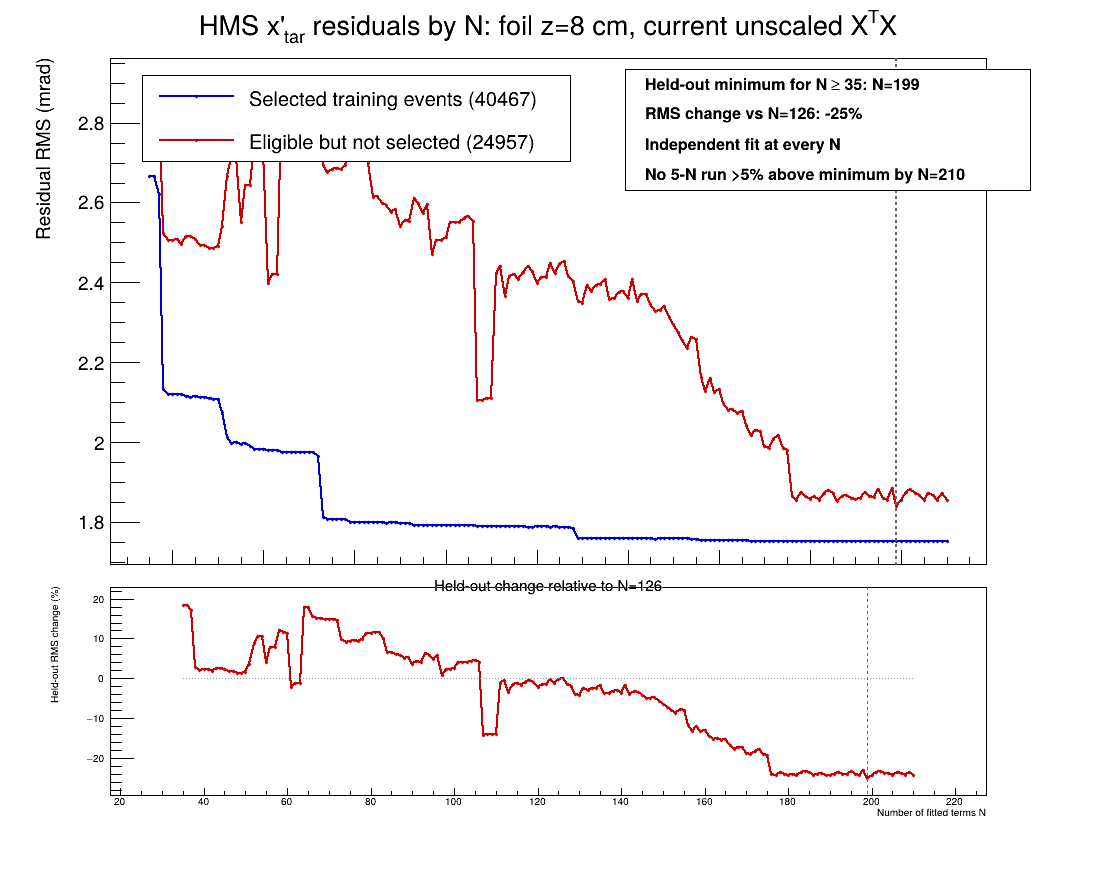 HMS x'tar residuals by N: foil z=8 cm, current unscaled XTX
Residual RMS (mrad)
Selected training events (40467)
Eligible but not selected (24957)
Held-out minimum for N ≥ 35: N=199
RMS change vs N=126: -25%
Independent fit at every N
No 5-N run >5% above minimum by N=210
2.8
2.6
2.4
2.2
2
1.8
Held-out change relative to N=126
Held-out RMS change (%)
20
10
0
−10
−20
20 40 60 80 100 120 140 160 180 200 220
Number of fitted terms N